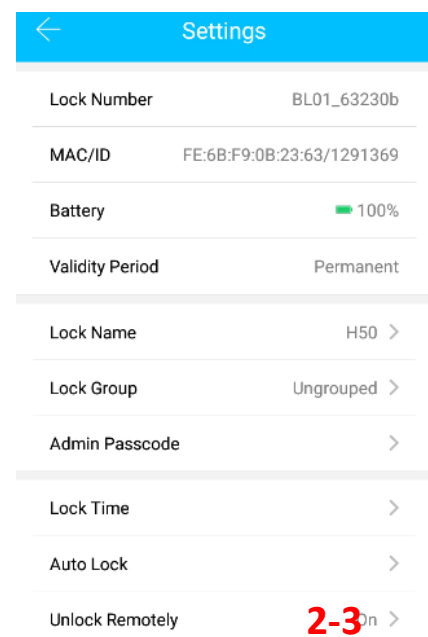 Settings
Lock Number BL01_63230b
MAC/ID FE:6B:F9:0B:23:63/1291369
Battery 100%
Validity Period Permanent
Lock Name H50
Lock Group Ungrouped
Admin Passcode
Lock Time
Auto Lock
Unlock Remotely 2-3 On